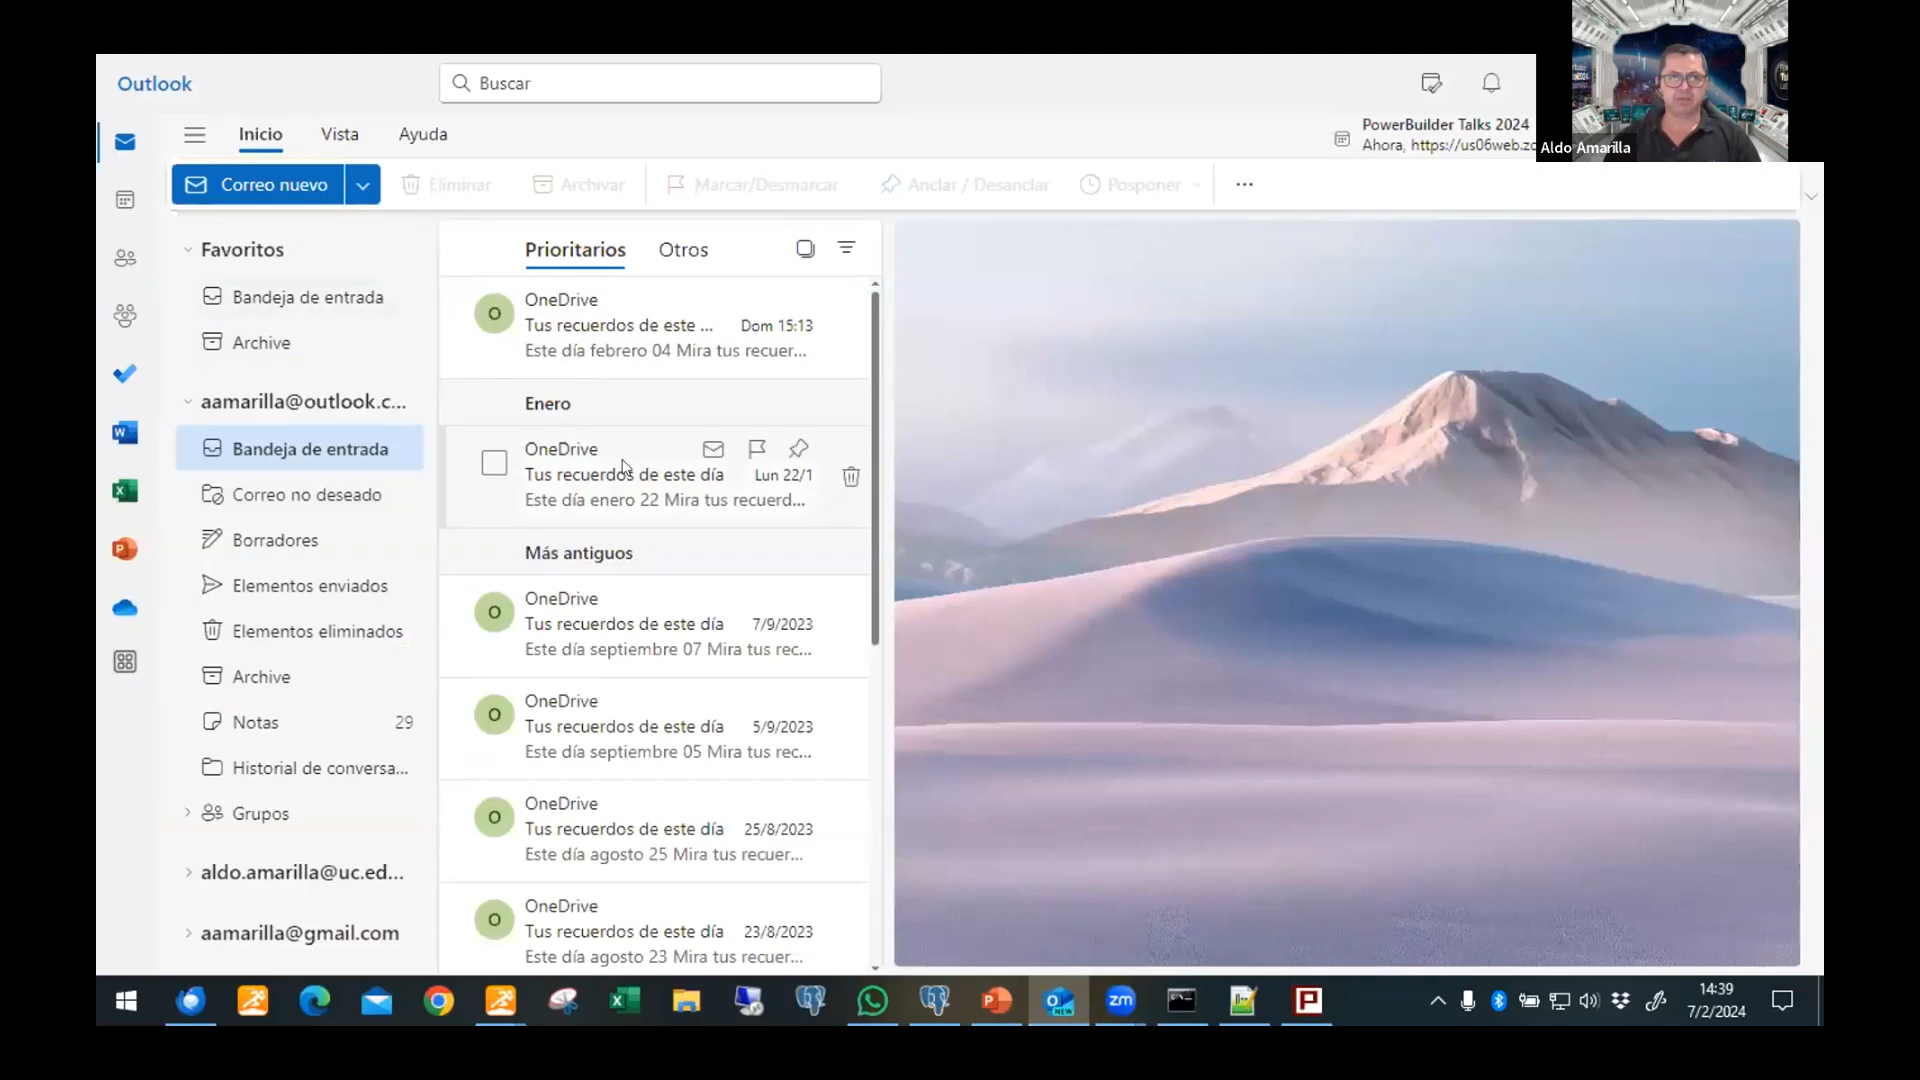 Outlook
Buscar
Inicio
Vista
Ayuda
PowerBuilder Talks 2024
Ahora, https://us06web.zo
Aldo Amarilla
Correo nuevo
Eliminar
Archivar
Marcar/Desmarcar
Anclar / Desanclar
Posponer
Favoritos
Bandeja de entrada
Archive
aamarilla@outlook.c...
Bandeja de entrada
Correo no deseado
Borradores
Elementos enviados
Elementos eliminados
Archive
Notas 29
Historial de conversa...
Grupos
aldo.amarilla@uc.ed...
aamarilla@gmail.com
Prioritarios
Otros
O
OneDrive
Tus recuerdos de este ... Dom 15:13
Este día febrero 04 Mira tus recuer...
Enero
OneDrive
Tus recuerdos de este día Lun 22/1
Este día enero 22 Mira tus recuerd...
Más antiguos
O
OneDrive
Tus recuerdos de este día 7/9/2023
Este día septiembre 07 Mira tus rec...
O
OneDrive
Tus recuerdos de este día 5/9/2023
Este día septiembre 05 Mira tus rec...
O
OneDrive
Tus recuerdos de este día 25/8/2023
Este día agosto 25 Mira tus recuer...
O
OneDrive
Tus recuerdos de este día 23/8/2023
Este día agosto 23 Mira tus recuer...
zm
NEW
14:39
7/2/2024